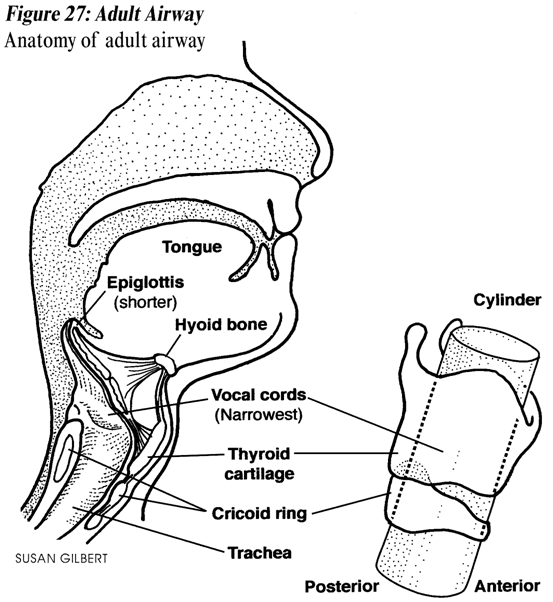 Figure 27: Adult Airway
Anatomy of adult airway
Tongue
Epiglottis
(shorter)
Hyoid bone
Cylinder
Vocal cords
(Narrowest)
Thyroid
cartilage
Cricoid ring
Trachea
SUSAN GILBERT
Posterior
Anterior